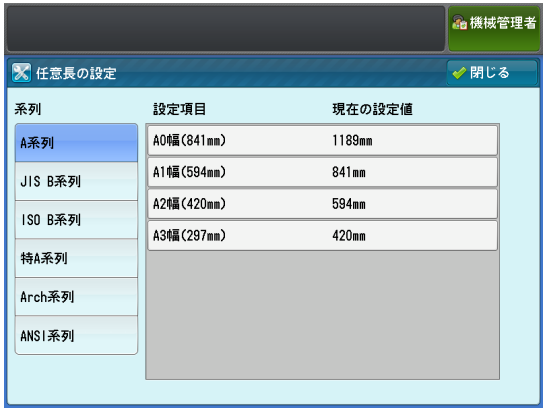 機械管理者
任意長の設定
閉じる
系列
設定項目 現在の設定値
A系列
JIS B系列
ISO B系列
特A系列
Arch系列
ANSI系列
A0幅(841mm) 1189mm
A1幅(594mm) 841mm
A2幅(420mm) 594mm
A3幅(297mm) 420mm